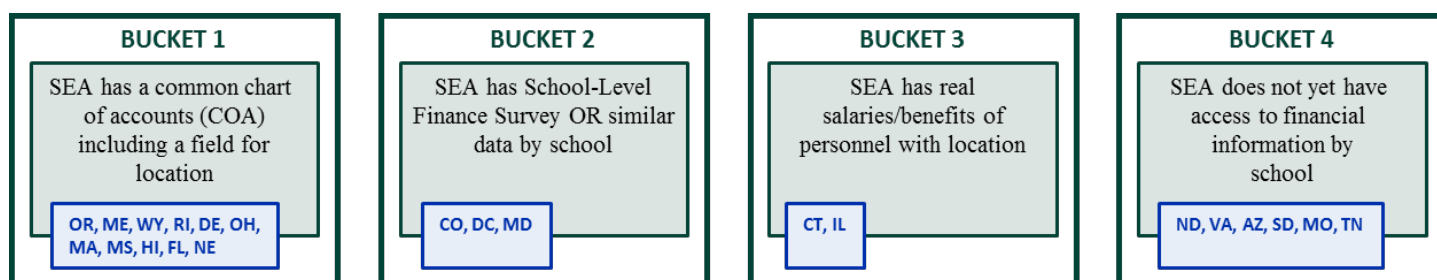 BUCKET 1
SEA has a common chart
of accounts (COA)
including a field for
location
OR, ME, WY, RI, DE, OH,
MA, MS, HI, FL, NE
BUCKET 2
SEA has School-Level
Finance Survey OR similar
data by school
CO, DC, MD
BUCKET 3
SEA has real
salaries/benefits of
personnel with location
CT, IL
BUCKET 4
SEA does not yet have
access to financial
information by
school
ND, VA, AZ, SD, MO, TN